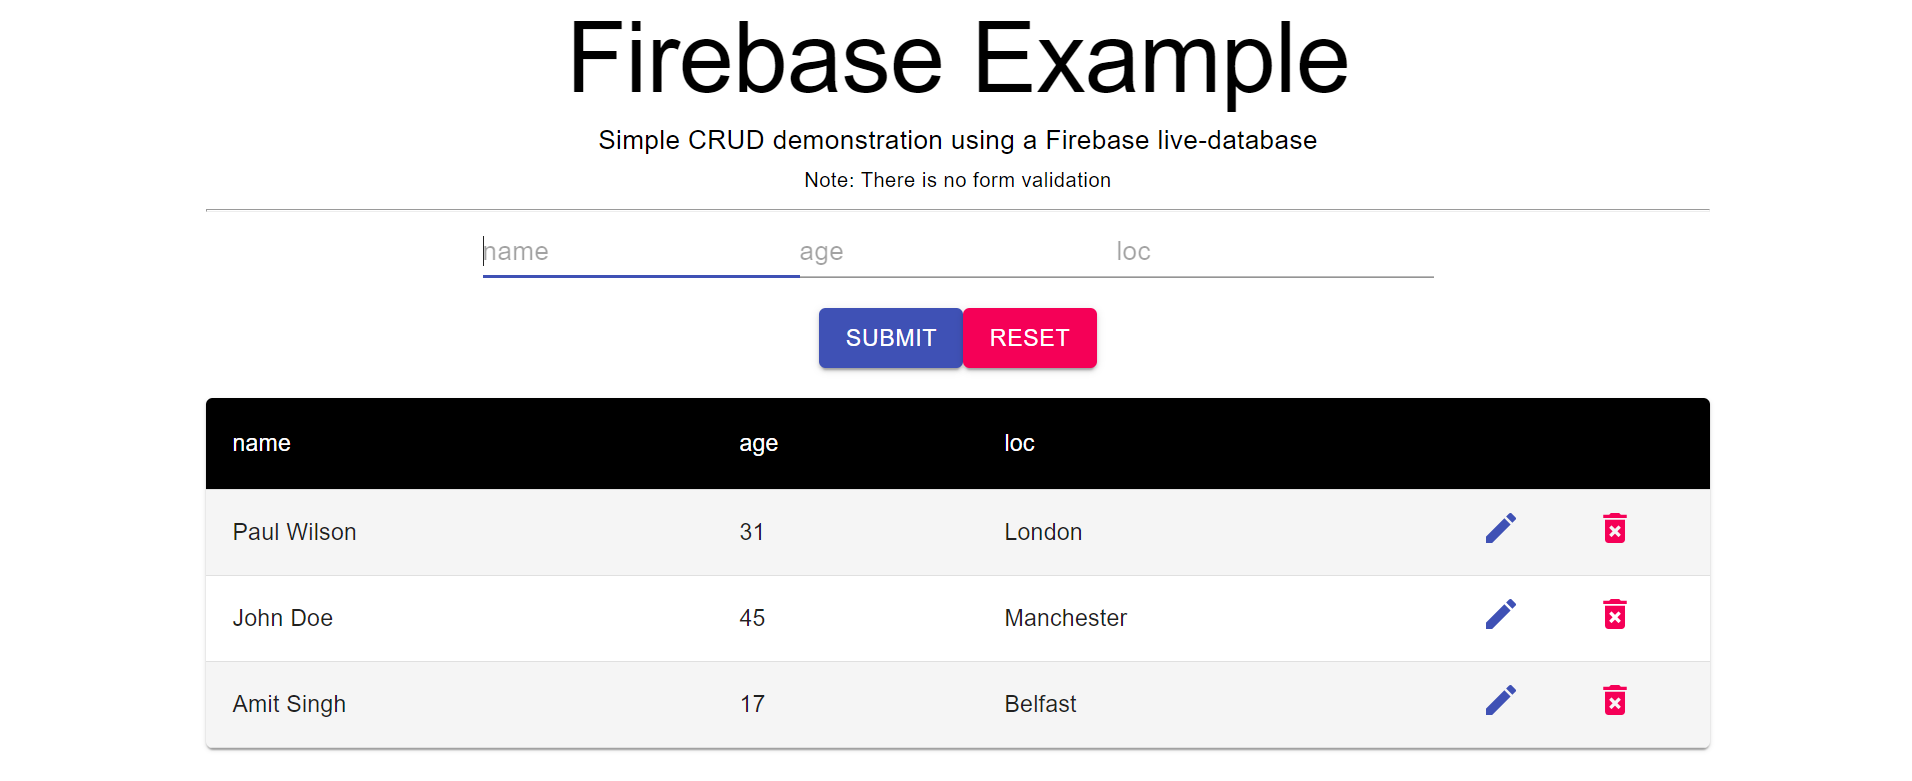 Firebase Example
Simple CRUD demonstration using a Firebase live-database
Note: There is no form validation
name age loc
SUBMIT RESET
name age loc
Paul Wilson 31 London
John Doe 45 Manchester
Amit Singh 17 Belfast